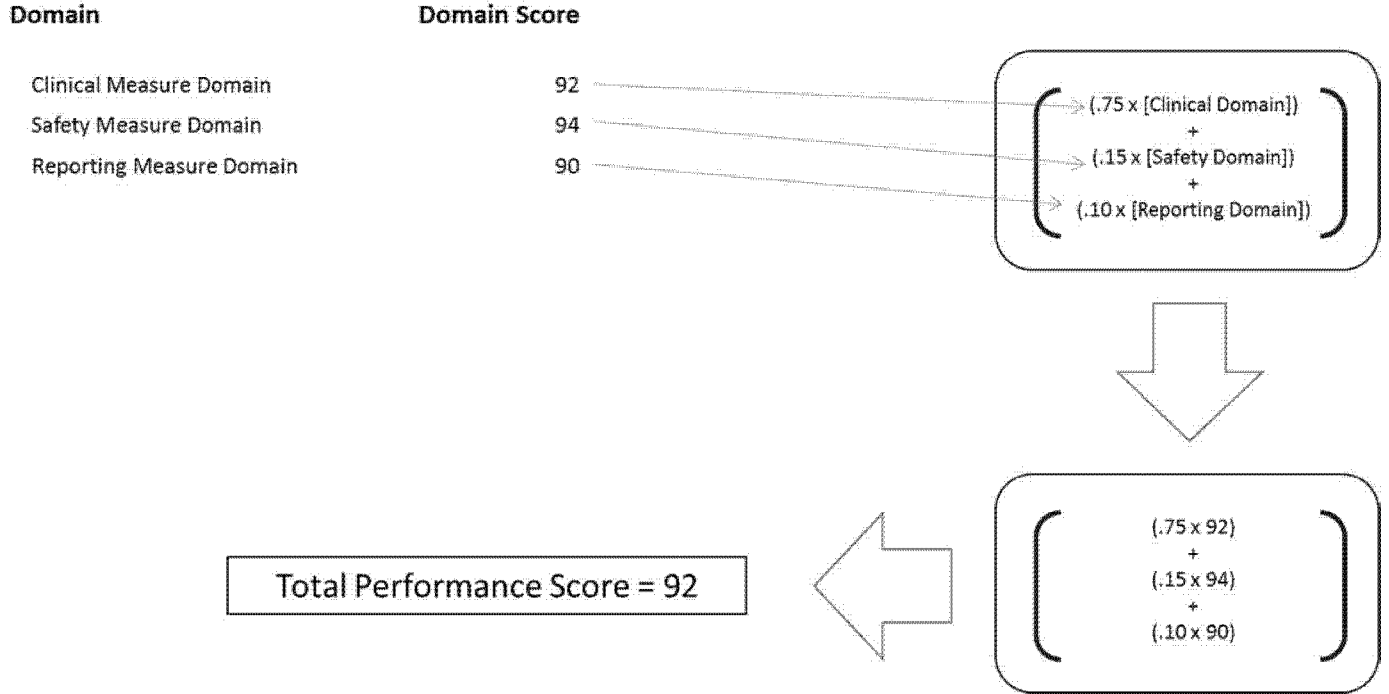 Domain Domain Score
Clinical Measure Domain 92
Safety Measure Domain 94
Reporting Measure Domain 90
(.75 x [Clinical Domain])
+
(.15 x [Safety Domain])
+
(.10 x [Reporting Domain])
(.75 x 92)
+
(.15 x 94)
+
(.10 x 90)
Total Performance Score = 92